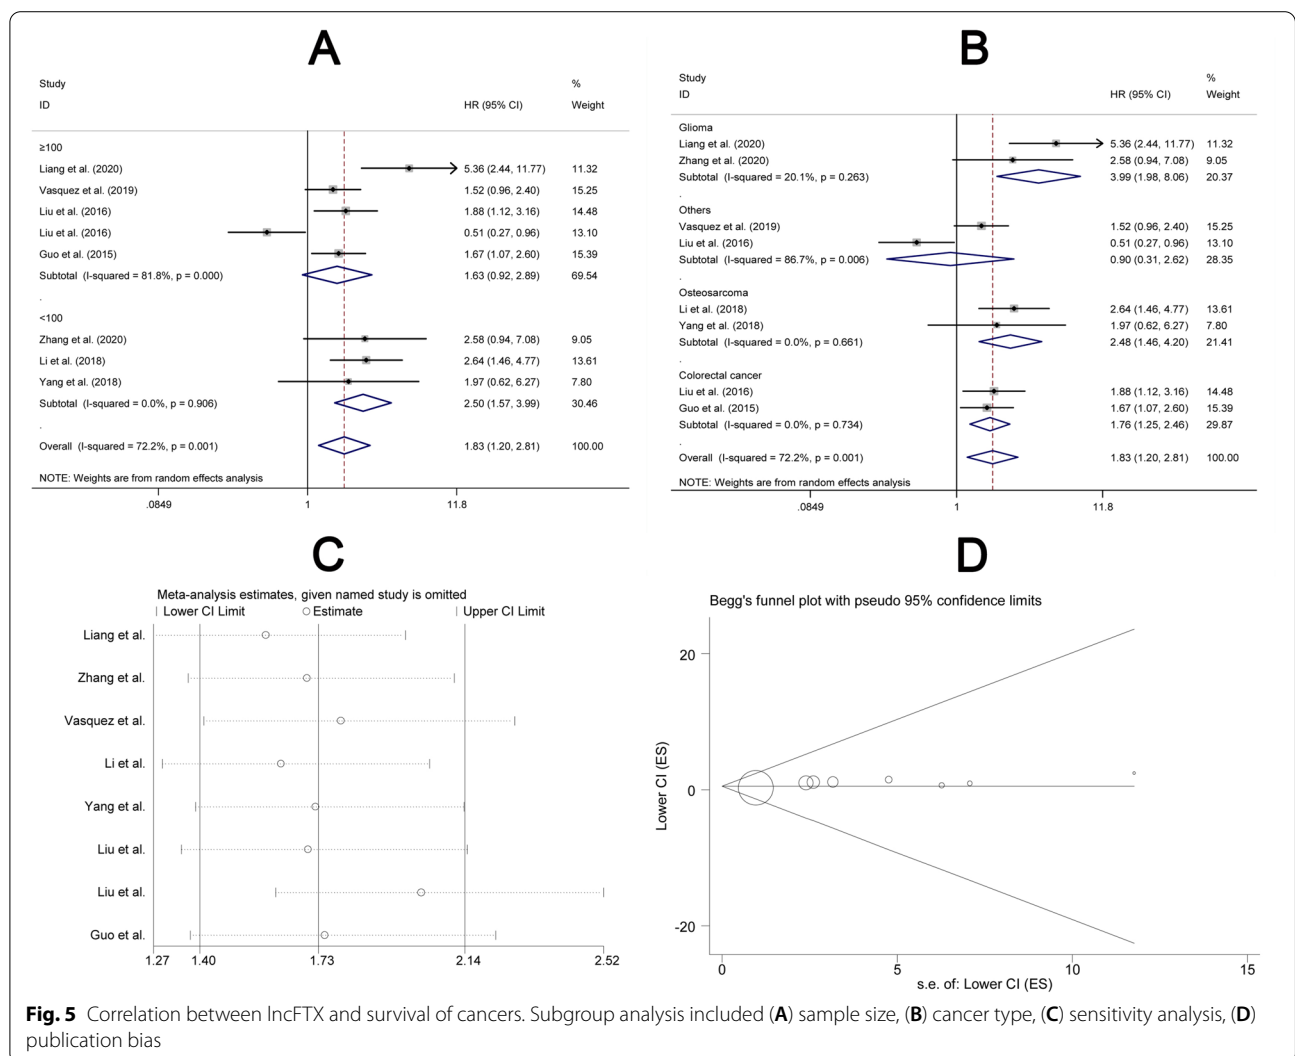 A
Study %
ID HR (95% CI) Weight
≥100
Liang et al. (2020) 5.36 (2.44, 11.77) 11.32
Vasquez et al. (2019) 1.52 (0.96, 2.40) 15.25
Liu et al. (2016) 1.88 (1.12, 3.16) 14.48
Liu et al. (2016) 0.51 (0.27, 0.96) 13.10
Guo et al. (2015) 1.67 (1.07, 2.60) 15.39
Subtotal (I-squared = 81.8%, p = 0.000) 1.63 (0.92, 2.89) 69.54
.
<100
Zhang et al. (2020) 2.58 (0.94, 7.08) 9.05
Li et al. (2018) 2.64 (1.46, 4.77) 13.61
Yang et al. (2018) 1.97 (0.62, 6.27) 7.80
Subtotal (I-squared = 0.0%, p = 0.906) 2.50 (1.57, 3.99) 30.46
.
Overall (I-squared = 72.2%, p = 0.001) 1.83 (1.20, 2.81) 100.00
NOTE: Weights are from random effects analysis
.0849 1 11.8
B
Study %
ID HR (95% CI) Weight
Glioma
Liang et al. (2020) 5.36 (2.44, 11.77) 11.32
Zhang et al. (2020) 2.58 (0.94, 7.08) 9.05
Subtotal (I-squared = 20.1%, p = 0.263) 3.99 (1.98, 8.06) 20.37
.
Others
Vasquez et al. (2019) 1.52 (0.96, 2.40) 15.25
Liu et al. (2016) 0.51 (0.27, 0.96) 13.10
Subtotal (I-squared = 86.7%, p = 0.006) 0.90 (0.31, 2.62) 28.35
.
Osteosarcoma
Li et al. (2018) 2.64 (1.46, 4.77) 13.61
Yang et al. (2018) 1.97 (0.62, 6.27) 7.80
Subtotal (I-squared = 0.0%, p = 0.661) 2.48 (1.46, 4.20) 21.41
.
Colorectal cancer
Liu et al. (2016) 1.88 (1.12, 3.16) 14.48
Guo et al. (2015) 1.67 (1.07, 2.60) 15.39
Subtotal (I-squared = 0.0%, p = 0.734) 1.76 (1.25, 2.46) 29.87
.
Overall (I-squared = 72.2%, p = 0.001) 1.83 (1.20, 2.81) 100.00
NOTE: Weights are from random effects analysis
.0849 1 11.8
C
Meta-analysis estimates, given named study is omitted
Lower CI Limit Estimate Upper CI Limit
Liang et al.
Zhang et al.
Vasquez et al.
Li et al.
Yang et al.
Liu et al.
Liu et al.
Guo et al.
1.27 1.40 1.73 2.14 2.52
D
Begg's funnel plot with pseudo 95% confidence limits
Lower CI (ES)
20
0
-20
0 5 10 15
s.e. of: Lower CI (ES)
Fig. 5 Correlation between lncFTX and survival of cancers. Subgroup analysis included (A) sample size, (B) cancer type, (C) sensitivity analysis, (D)
publication bias